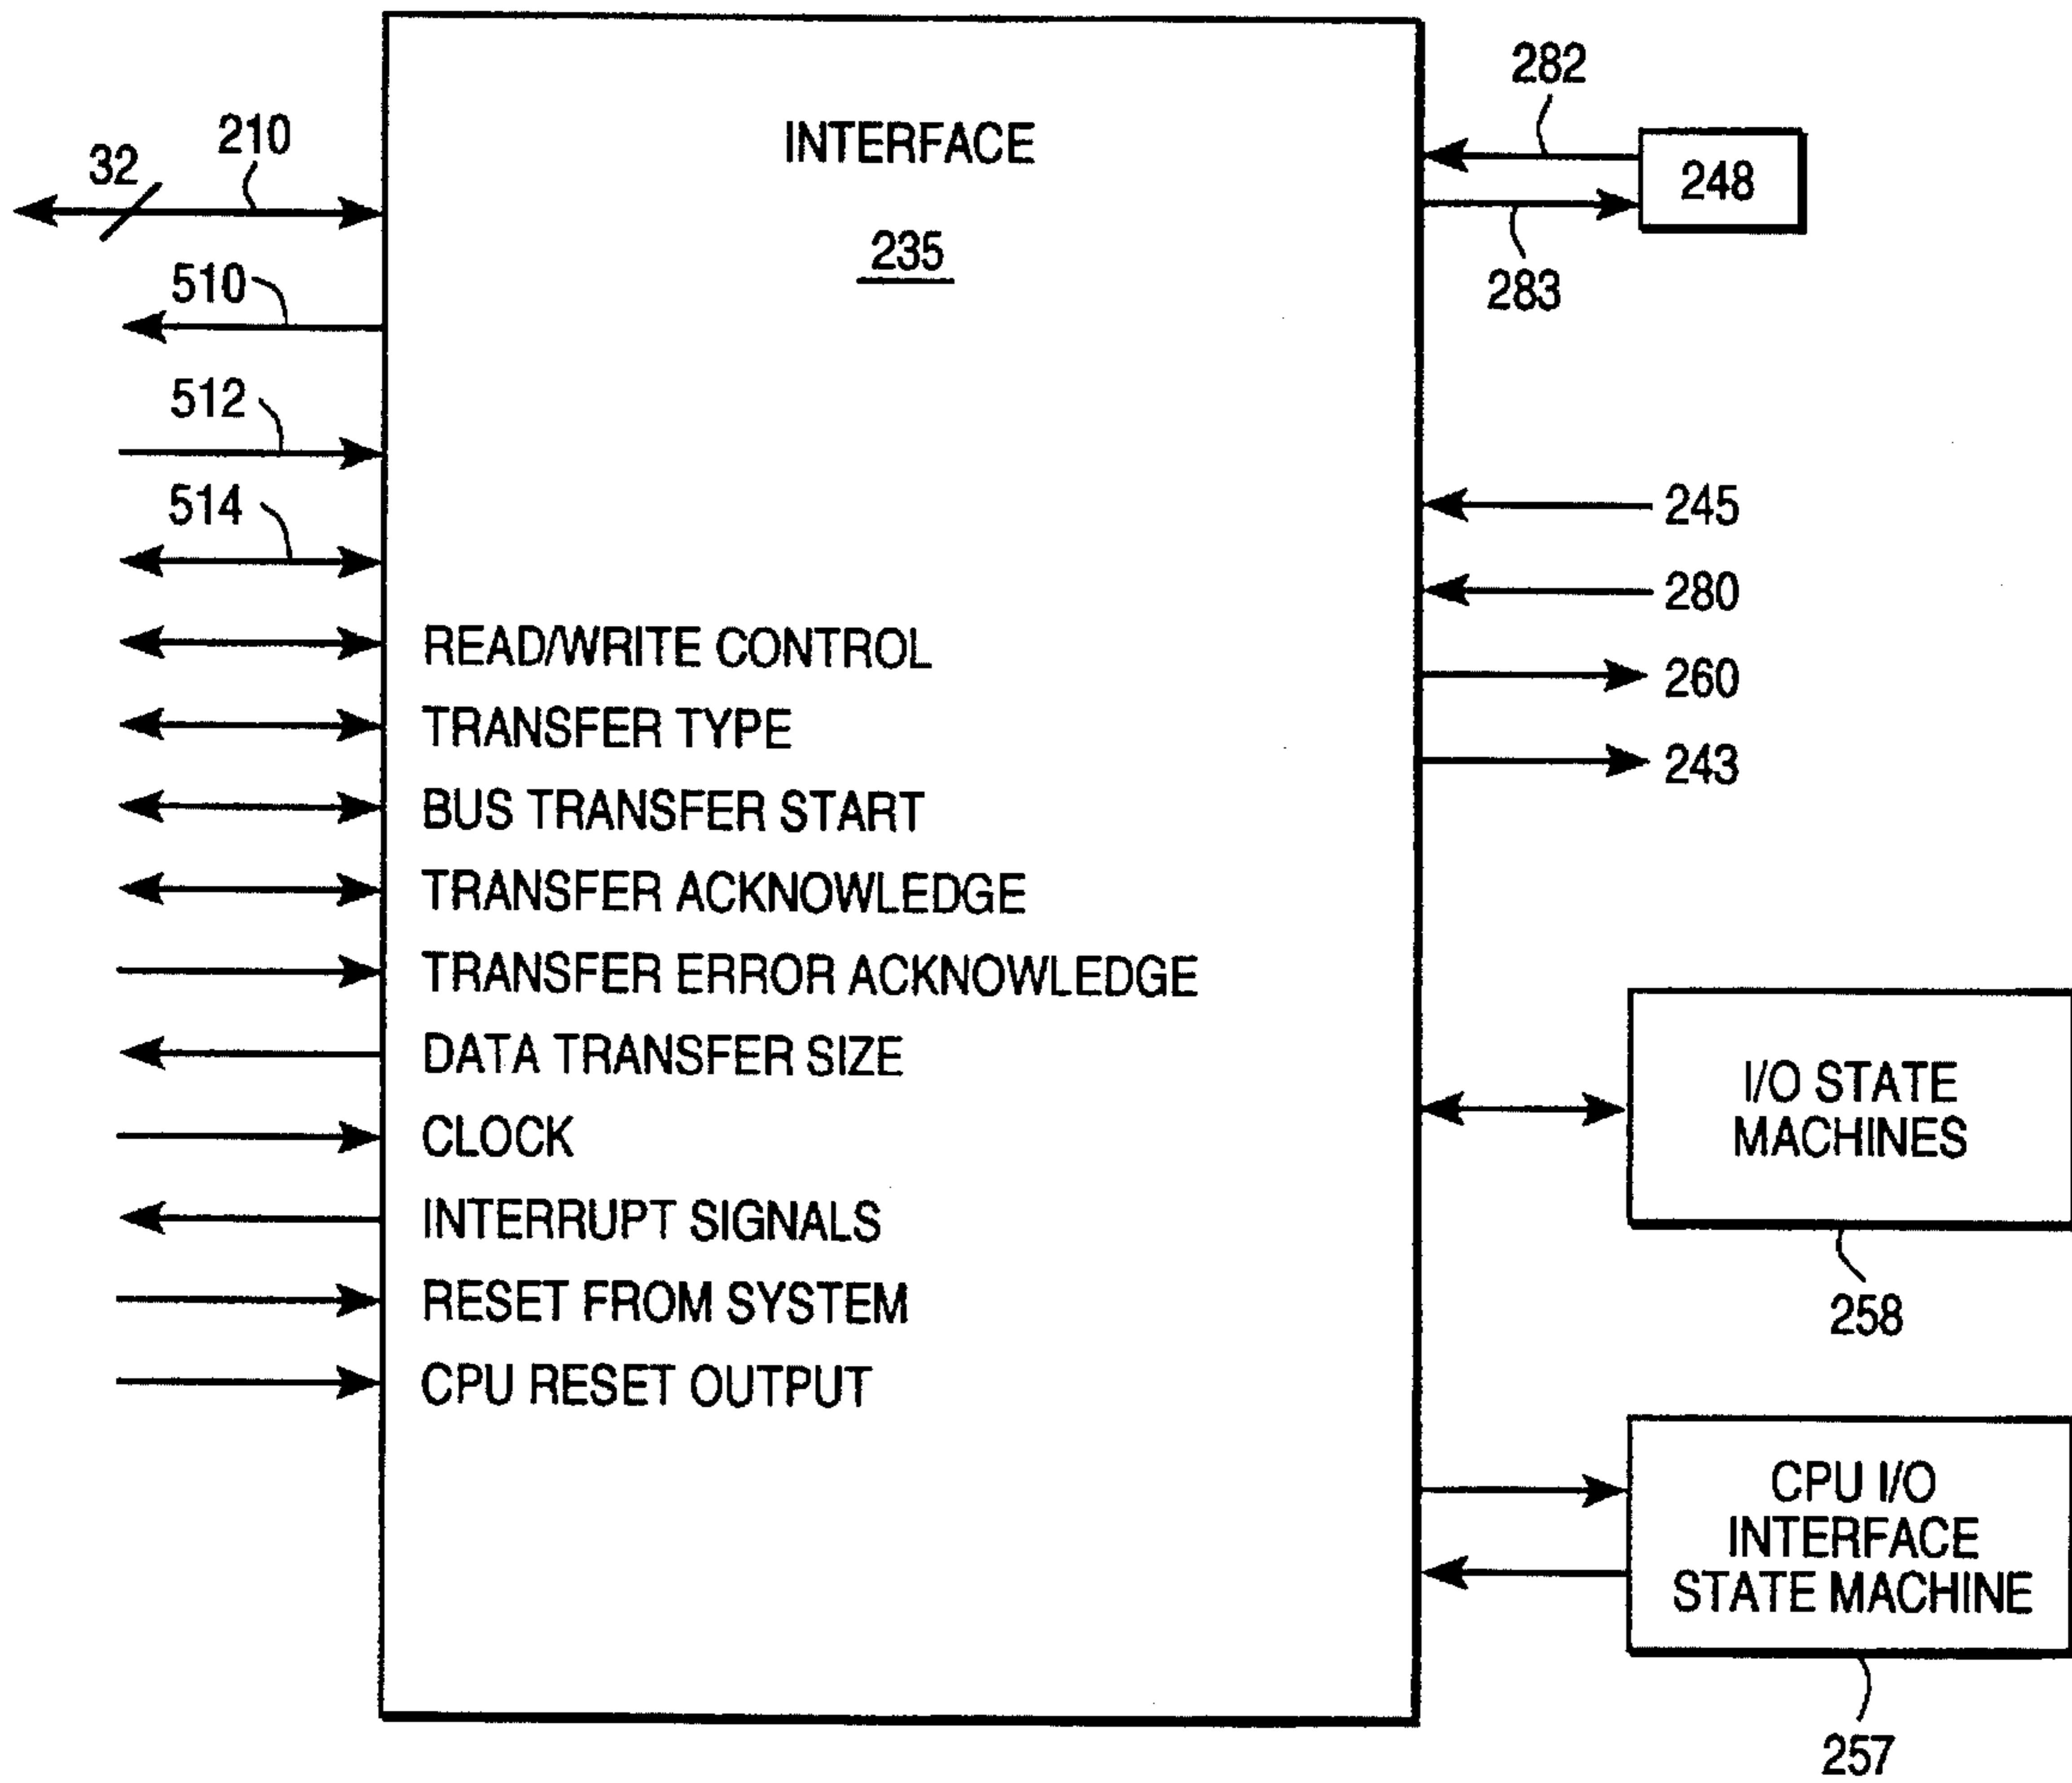 INTERFACE
235
32
210
510
512
514
READ/WRITE CONTROL
TRANSFER TYPE
BUS TRANSFER START
TRANSFER ACKNOWLEDGE
TRANSFER ERROR ACKNOWLEDGE
DATA TRANSFER SIZE
CLOCK
INTERRUPT SIGNALS
RESET FROM SYSTEM
CPU RESET OUTPUT
282
248
283
245
280
260
243
I/O STATE
MACHINES
258
CPU I/O
INTERFACE
STATE MACHINE
257